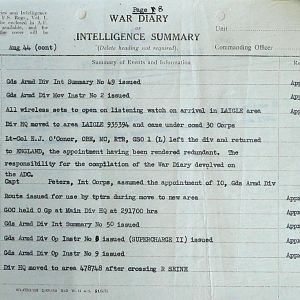 Page 8
WAR DIARY
or
INTELLIGENCE SUMMARY
Unit
Aug 44 (cont)
(Delete heading not required).
Commanding Officer
Summary of Events and Information
Gds Armd Div Int Summary No 49 issued
Gds Armd Div Mov Instr No 2 issued
All wireless sets to open on listening watch on arrival in LAIGLE area
Div HQ moved to area LAIGLE 935394 and came under comd 30 Corps
Lt-Col E.J. O'Conor, OBE, MC, RTR, GSO 1 (L) left the div and returned
to ENGLAND, the appointment having been rendered redundant. The
responsibility for the compilation of the War Diary devolved on
the ADC.
Capt Peters, Int Corps, assumed the appointment of IO, Gds Armd Div
Route issued for use by tptrs during move to new area
GOC held O Gp at Main Div HQ at 291700 hrs
Gds Armd Div Int Summary No 50 issued
Gds Armd Div Op Instr No 8 issued (SUPERCHARGE II) issued
Gds Armd Div Op Instr No 9 issued
Div HQ moved to area 478748 after crossing R SEINE